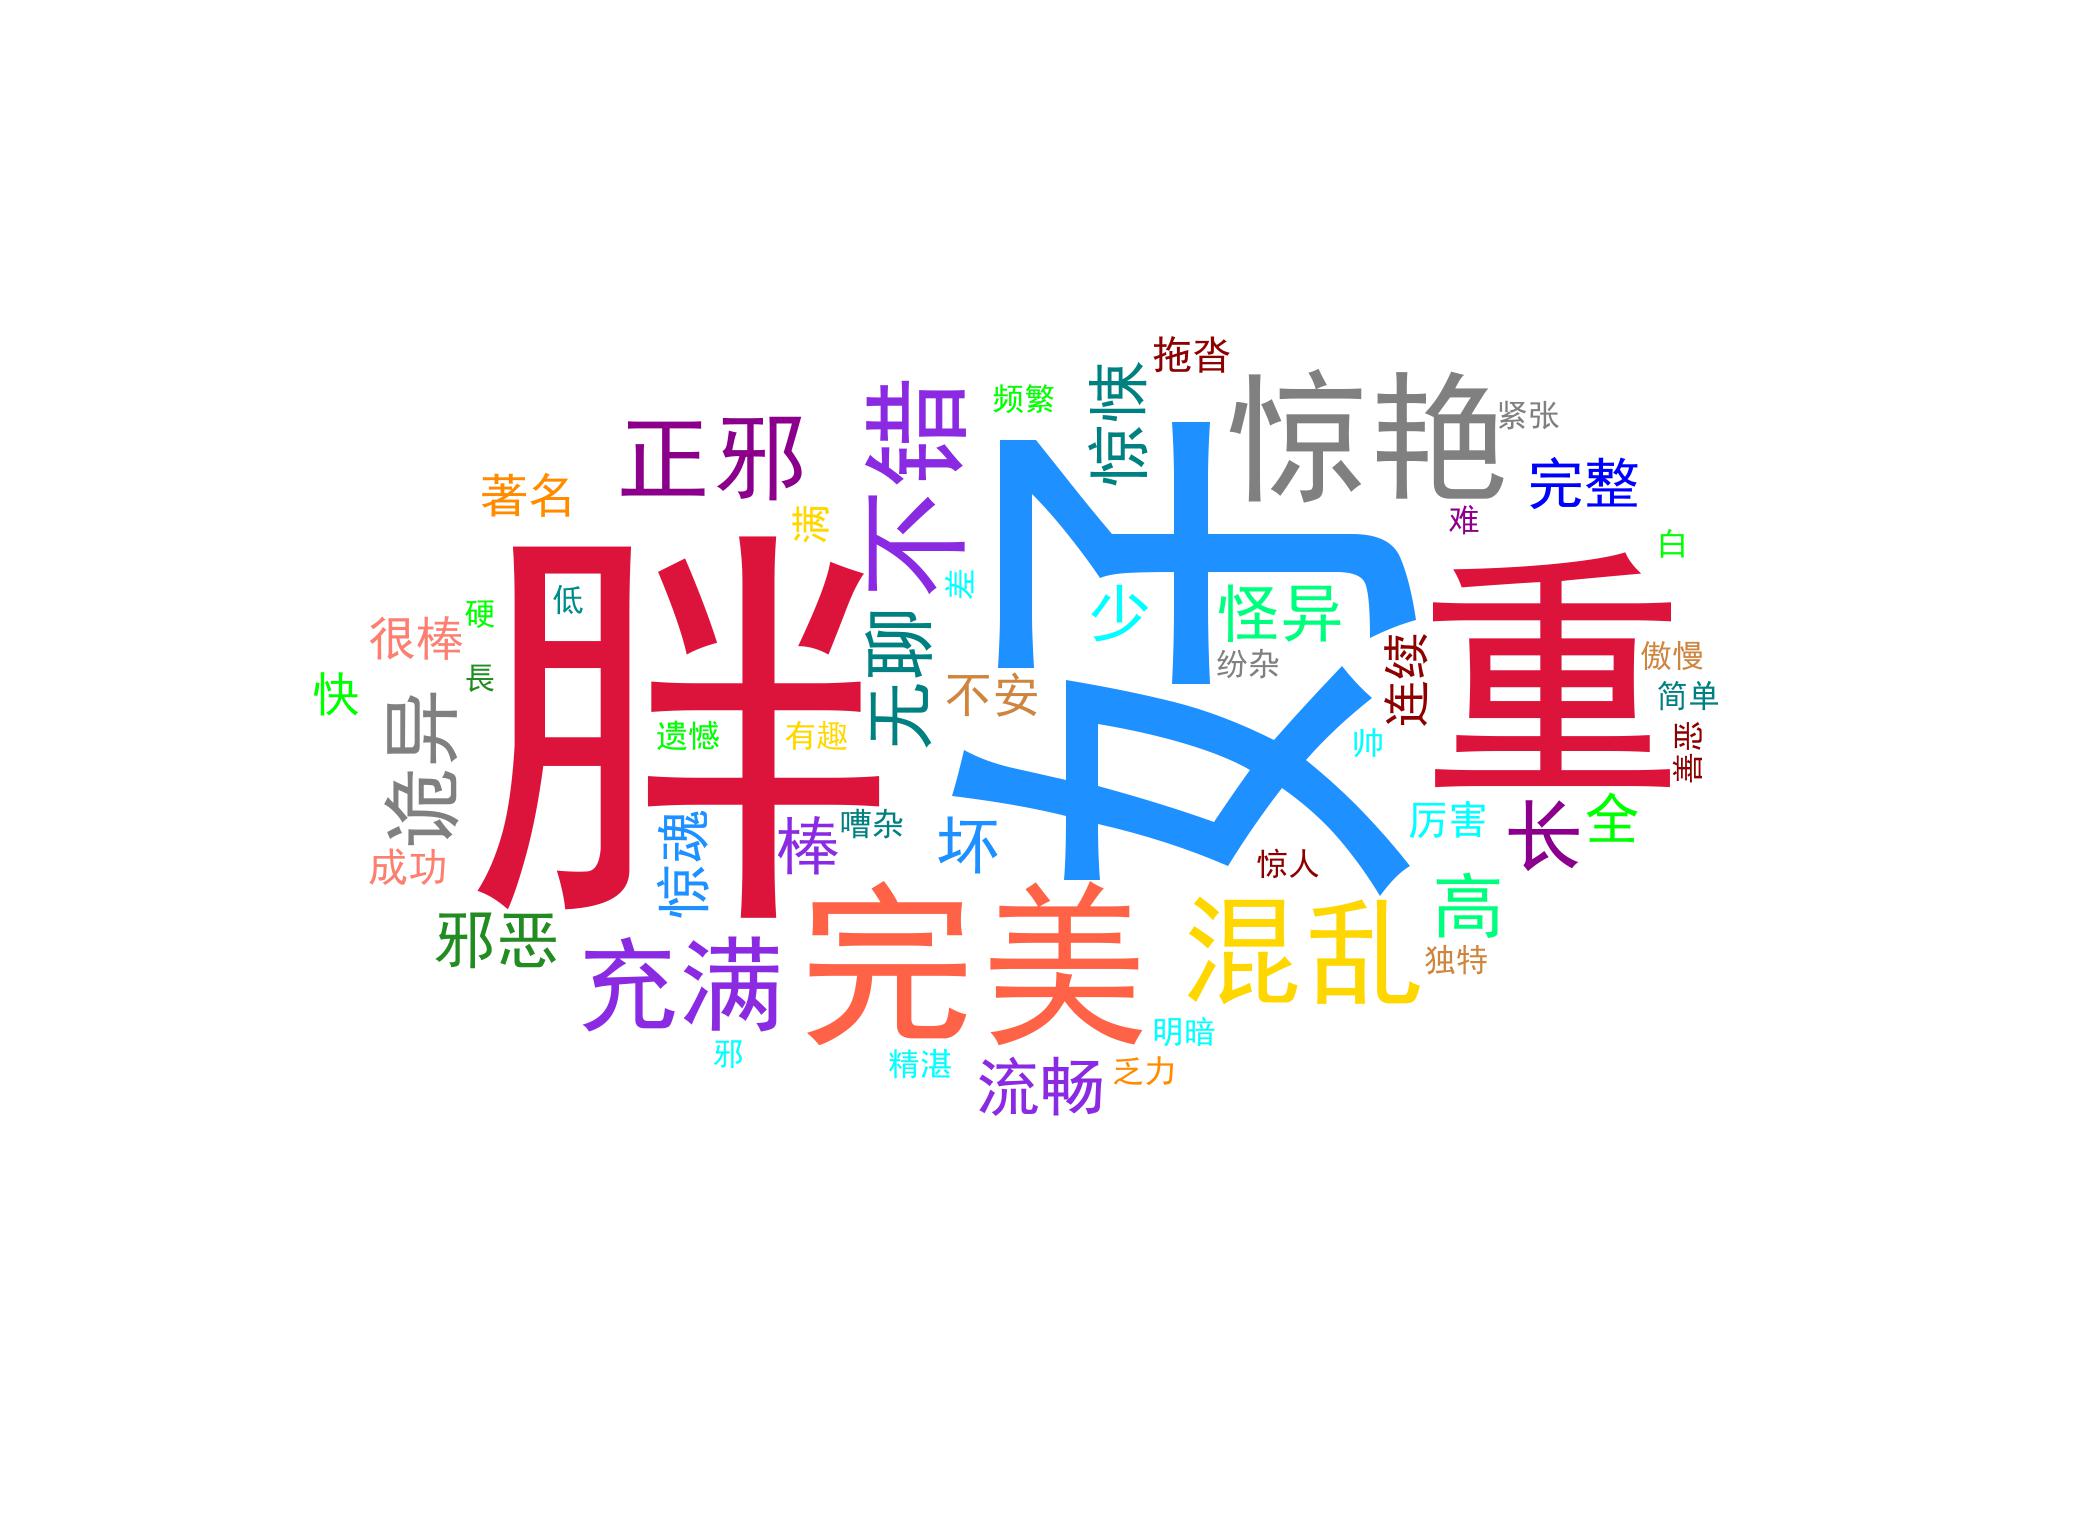 拖沓
惊悚
惊艳
频繁
紧张
不错
正邪
著名
完整
满
难
好
白
胖
重
差
低
硬
少
怪异
很棒
无聊
连续
纷杂
傲慢
長
快
不安
简单
诡异
遗憾
有趣
帅
善恶
惊魂
棒
嘈杂
坏
厉害
长
全
成功
惊人
高
邪恶
充满
完美
混乱
独特
明暗
邪
精湛
流畅
乏力